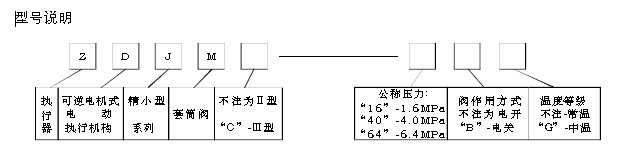 型号说明
Z D J M
执行器
可逆电机式
电 动
执行机构
精小型
系列
套筒阀
不注为Ⅱ型
“C”-Ⅲ型
公称压力:
“16”-1.6MPa
“40”-4.0MPa
“64”-6.4MPa
阀作用方式
不注为电开
“B”-电关
温度等级
不注-常温
“G”-中温